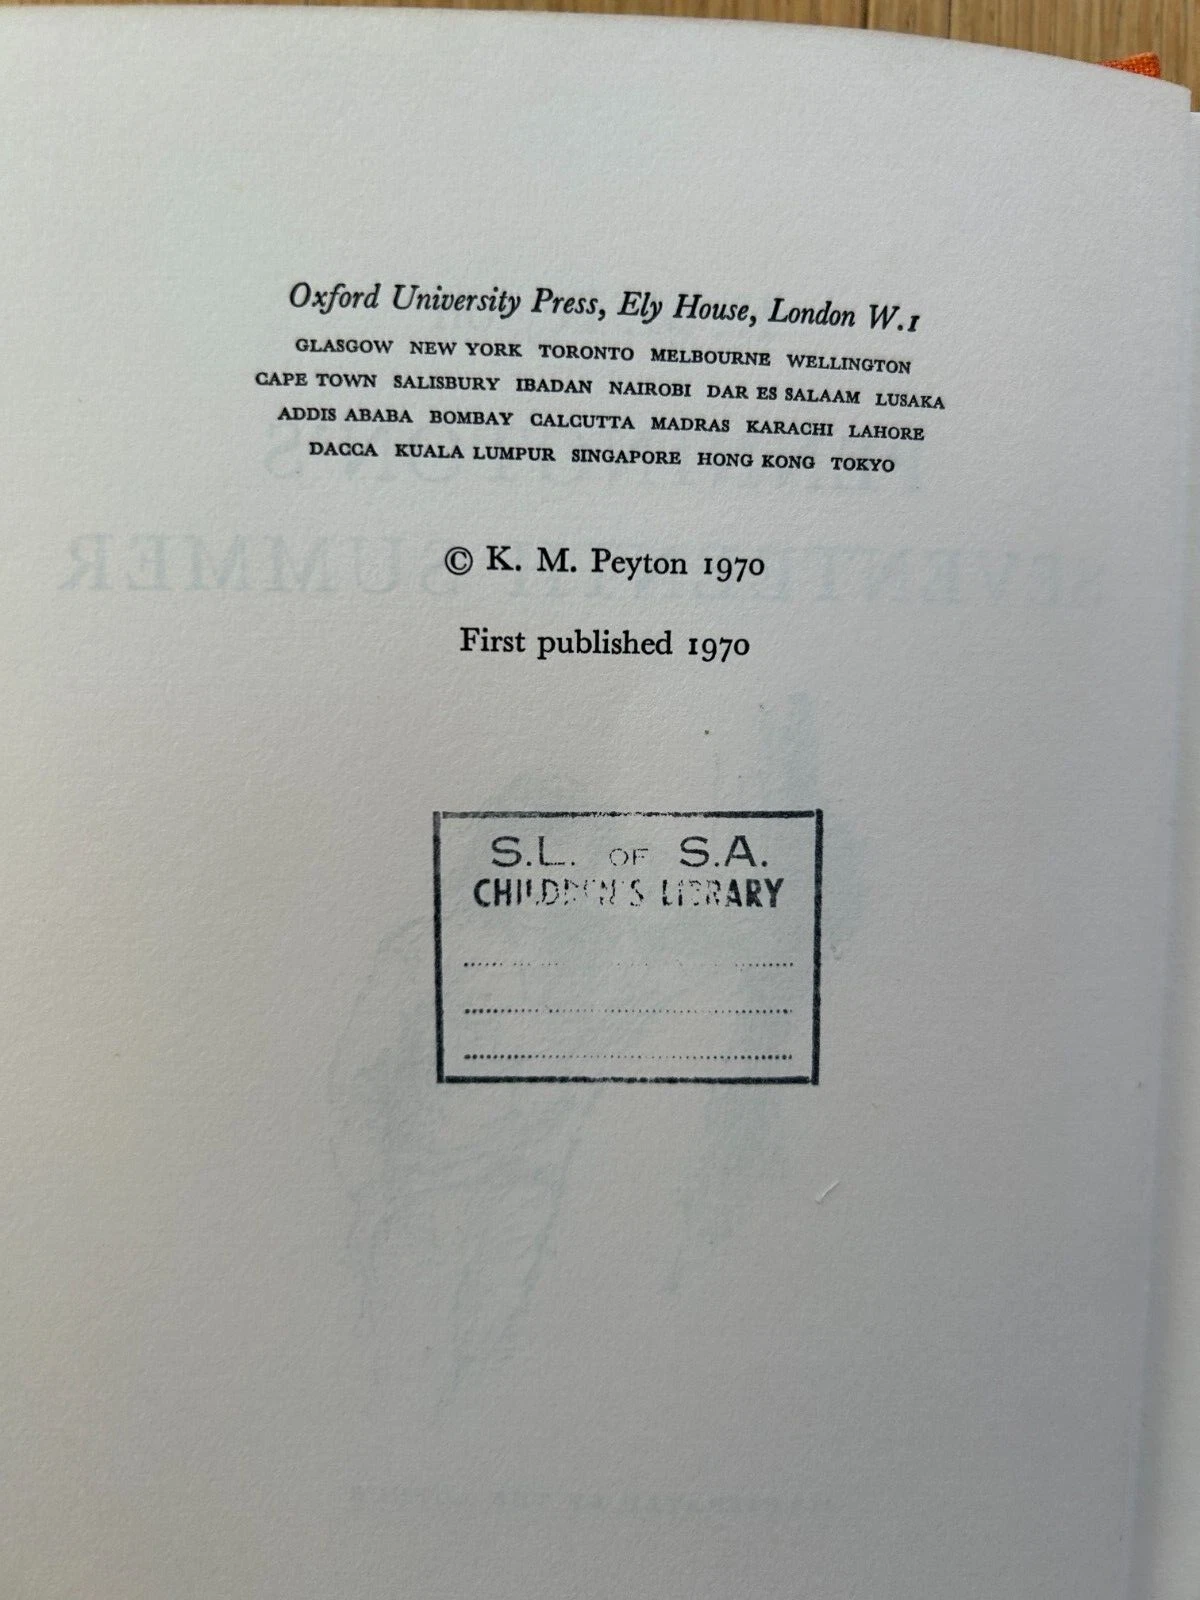 Oxford University Press, Ely House, London W.1
GLASGOW NEW YORK TORONTO MELBOURNE WELLINGTON
CAPE TOWN SALISBURY IBADAN NAIROBI DAR ES SALAAM LUSAKA
ADDIS ABABA BOMBAY CALCUTTA MADRAS KARACHI LAHORE
DACCA KUALA LUMPUR SINGAPORE HONG KONG TOKYO
© K. M. Peyton 1970
First published 1970
S.L. OF S.A.
CHILDREN'S LIBRARY